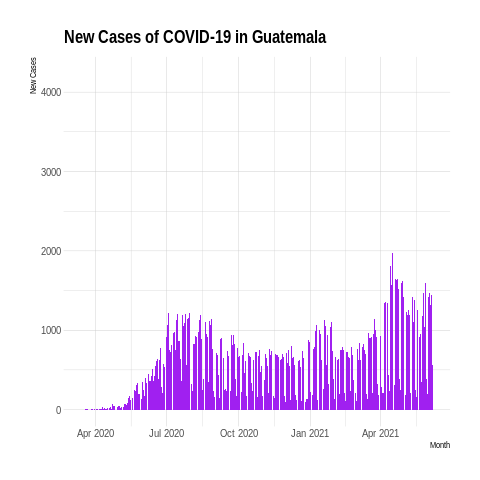 New Cases of COVID-19 in Guatemala
New Cases
4000
3000
2000
1000
0
Apr 2020 Jul 2020 Oct 2020 Jan 2021 Apr 2021
Month